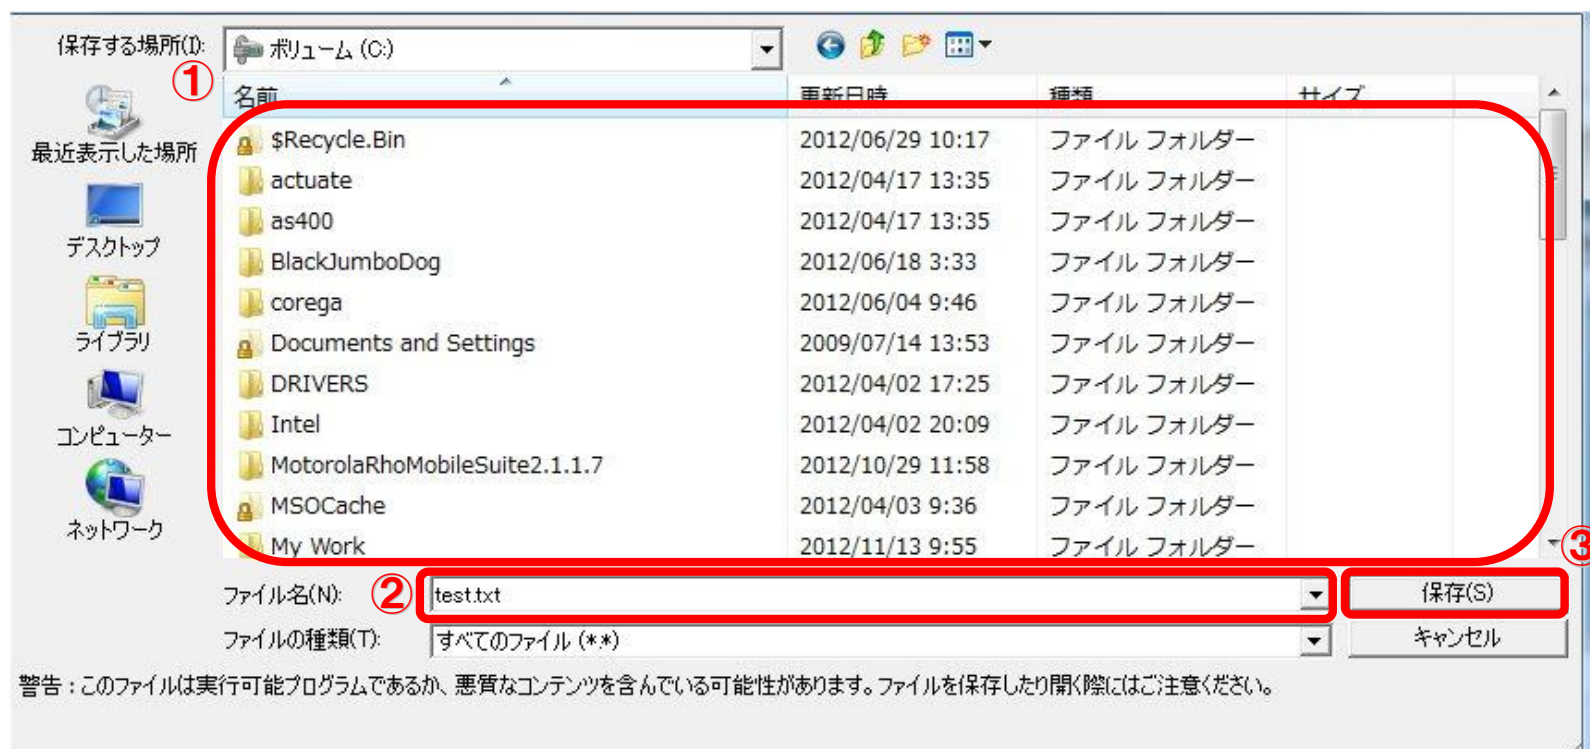 保存する場所(I): ボリューム (C:)
①
名前 更新日時 種類 サイズ
$Recycle.Bin 2012/06/29 10:17 ファイル フォルダー
actuate 2012/04/17 13:35 ファイル フォルダー
as400 2012/04/17 13:35 ファイル フォルダー
BlackJumboDog 2012/06/18 3:33 ファイル フォルダー
corega 2012/06/04 9:46 ファイル フォルダー
Documents and Settings 2009/07/14 13:53 ファイル フォルダー
DRIVERS 2012/04/02 17:25 ファイル フォルダー
Intel 2012/04/02 20:09 ファイル フォルダー
MotorolaRhoMobileSuite2.1.1.7 2012/10/29 11:58 ファイル フォルダー
MSOCache 2012/04/03 9:36 ファイル フォルダー
My Work 2012/11/13 9:55 ファイル フォルダー
最近表示した場所
デスクトップ
ライブラリ
コンピューター
ネットワーク
③
ファイル名(N): ② test.txt 保存(S)
ファイルの種類(T): すべてのファイル (*.*) キャンセル
警告：このファイルは実行可能プログラムであるか、悪質なコンテンツを含んでいる可能性があります。ファイルを保存したり開く際にはご注意ください。